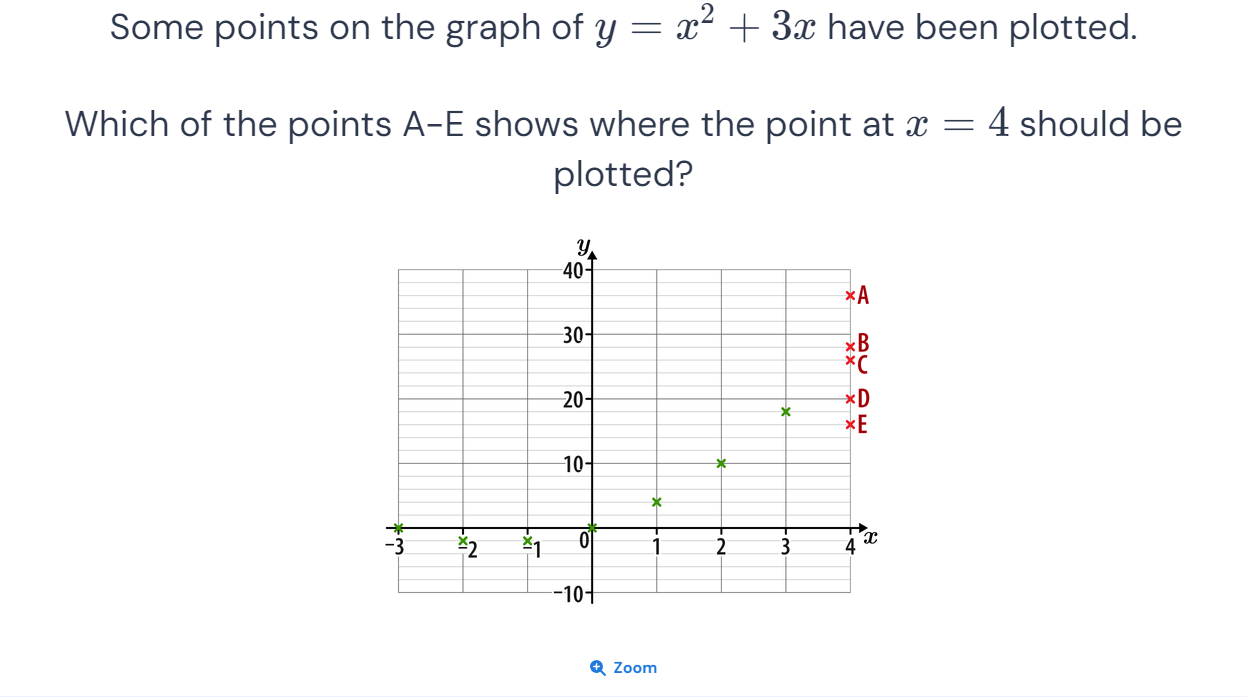 Some points on the graph of y = x² + 3x have been plotted.
Which of the points A–E shows where the point at x = 4 should be
plotted?
y
40
A
30
B
C
20
D
E
10
−3
−2
−1
0
1
2
3
4
x
−10
Zoom